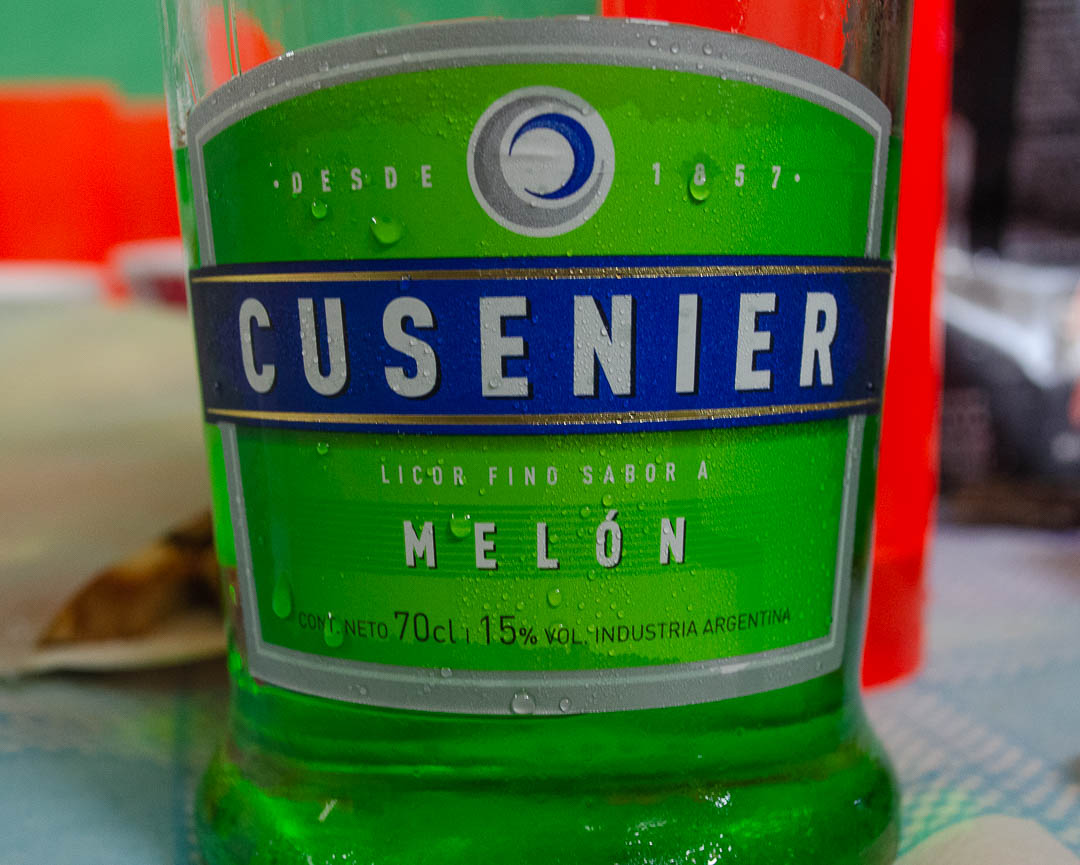 ·DESDE 1857·
CUSENIER
LICOR FINO SABOR A
MELÓN
CONT. NETO 70cl | 15% VOL. INDUSTRIA ARGENTINA